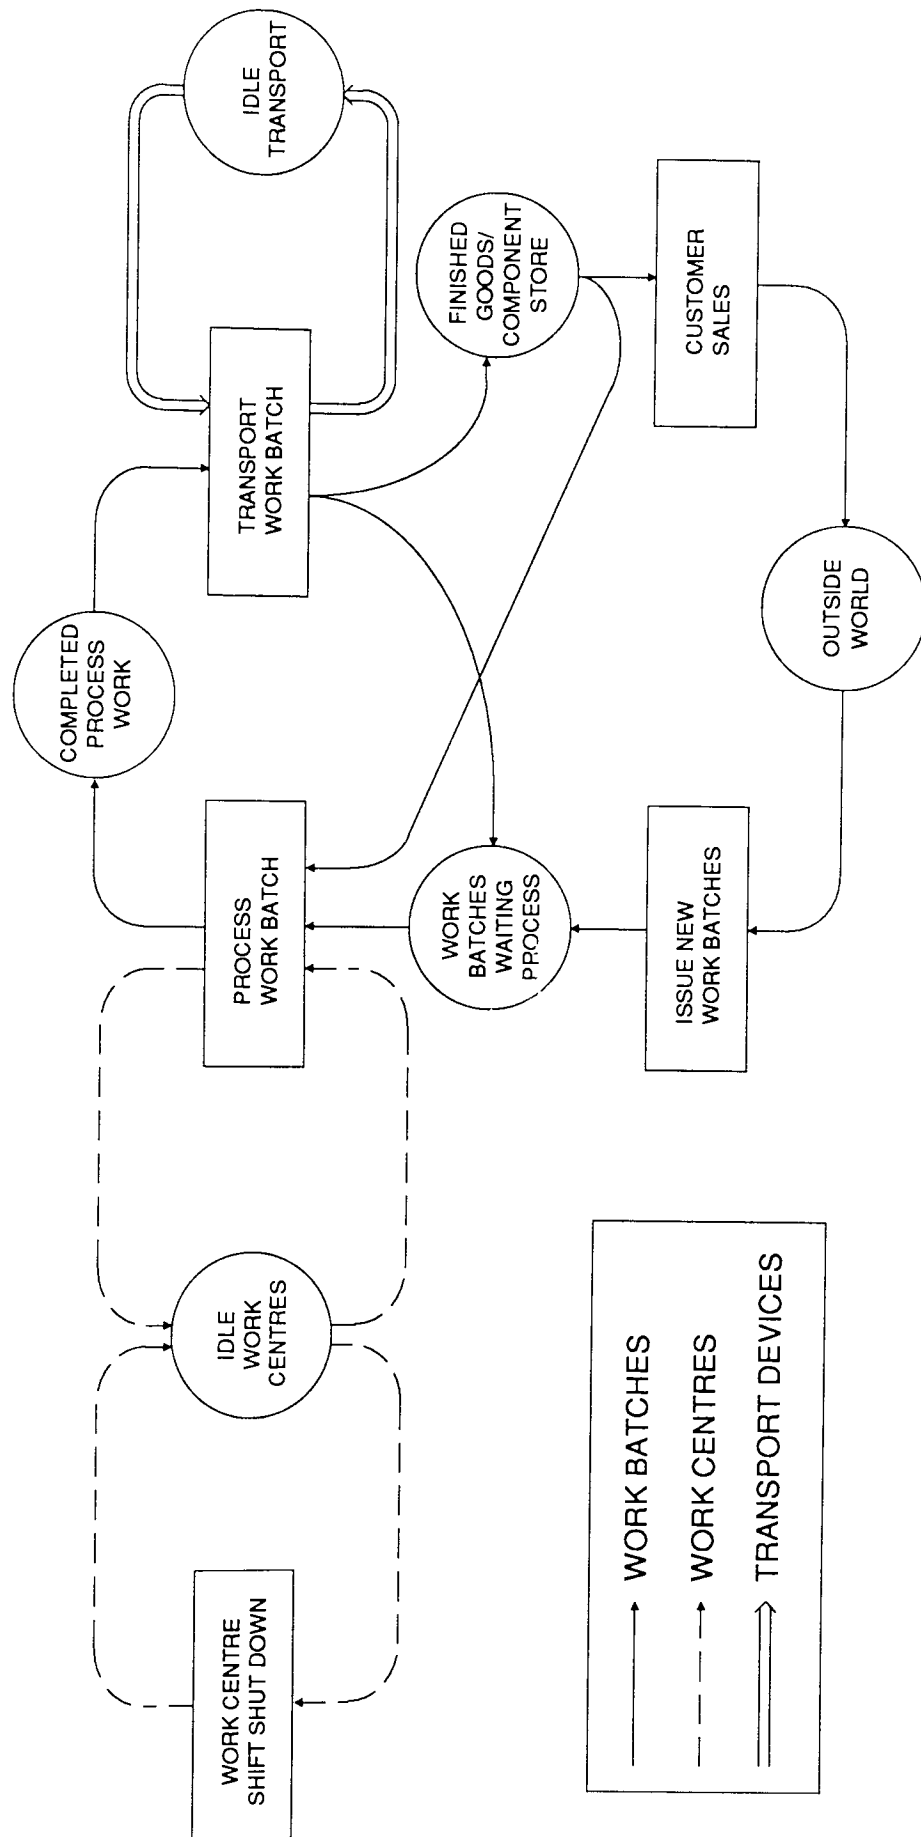 WORK CENTRE
SHIFT SHUT DOWN
IDLE
WORK
CENTRES
PROCESS
WORK BATCH
COMPLETED
PROCESS
WORK
TRANSPORT
WORK BATCH
IDLE
TRANSPORT
WORK
BATCHES
WAITING
PROCESS
FINISHED
GOODS/
COMPONENT
STORE
ISSUE NEW
WORK BATCHES
OUTSIDE
WORLD
CUSTOMER
SALES
WORK BATCHES
WORK CENTRES
TRANSPORT DEVICES